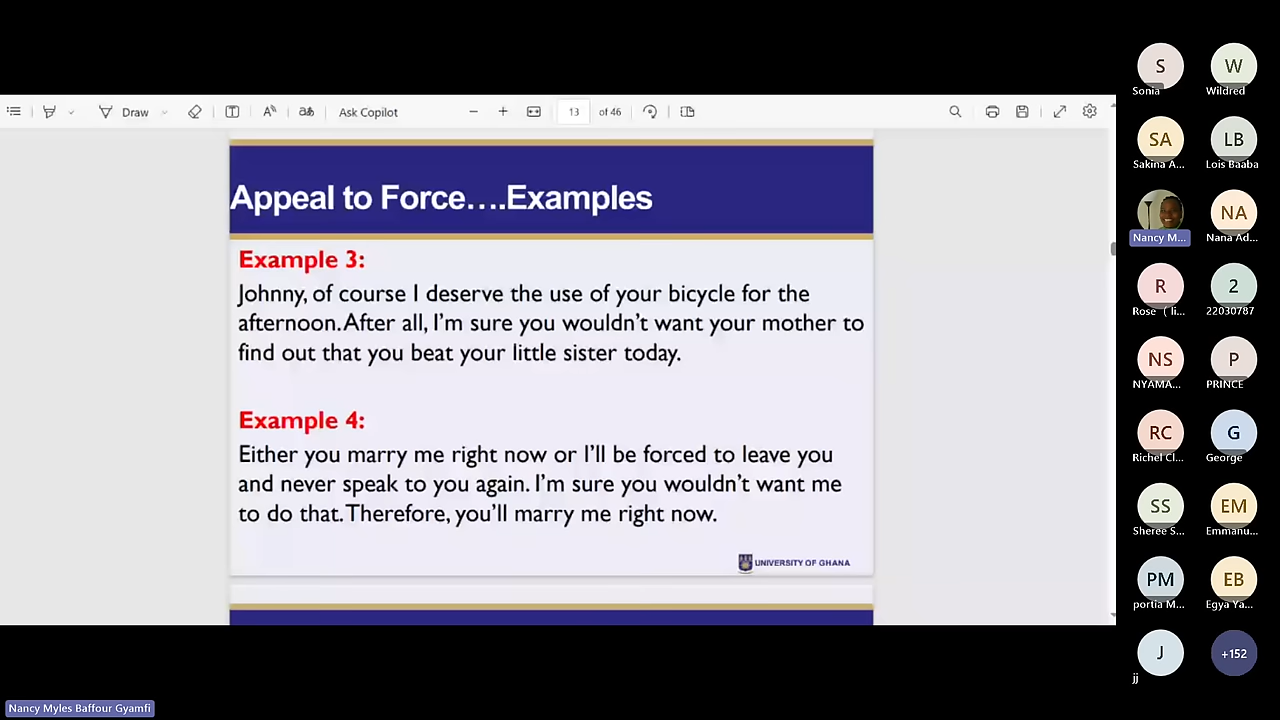 Draw
Ask Copilot
13 of 46
Appeal to Force….Examples
Example 3:
Johnny, of course I deserve the use of your bicycle for the
afternoon. After all, I'm sure you wouldn't want your mother to
find out that you beat your little sister today.
Example 4:
Either you marry me right now or I'll be forced to leave you
and never speak to you again. I'm sure you wouldn't want me
to do that. Therefore, you'll marry me right now.
UNIVERSITY OF GHANA
S
W
Sonia
Wildred
SA
LB
Sakina A...
Lois Baaba
NA
Nancy M...
Nana Ad...
R
2
Rose ( li...
22030787
NS
P
NYAMA...
PRINCE
RC
G
Richel Cl...
George
SS
EM
Sheree S...
Emmanu...
PM
EB
portia M...
Egya Ya...
J
+152
jj
Nancy Myles Baffour Gyamfi